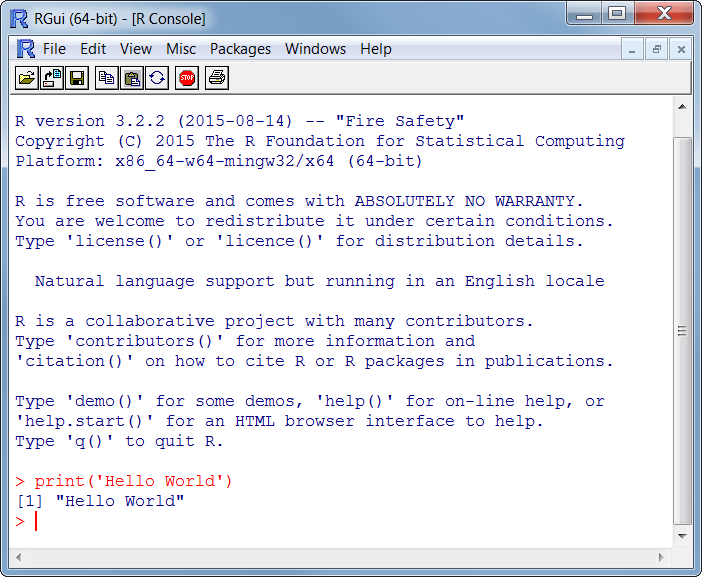 RGui (64-bit) - [R Console]
R File Edit View Misc Packages Windows Help
STOP
R version 3.2.2 (2015-08-14) -- "Fire Safety"
Copyright (C) 2015 The R Foundation for Statistical Computing
Platform: x86_64-w64-mingw32/x64 (64-bit)
R is free software and comes with ABSOLUTELY NO WARRANTY.
You are welcome to redistribute it under certain conditions.
Type 'license()' or 'licence()' for distribution details.
Natural language support but running in an English locale
R is a collaborative project with many contributors.
Type 'contributors()' for more information and
'citation()' on how to cite R or R packages in publications.
Type 'demo()' for some demos, 'help()' for on-line help, or
'help.start()' for an HTML browser interface to help.
Type 'q()' to quit R.
> print('Hello World')
[1] "Hello World"
>